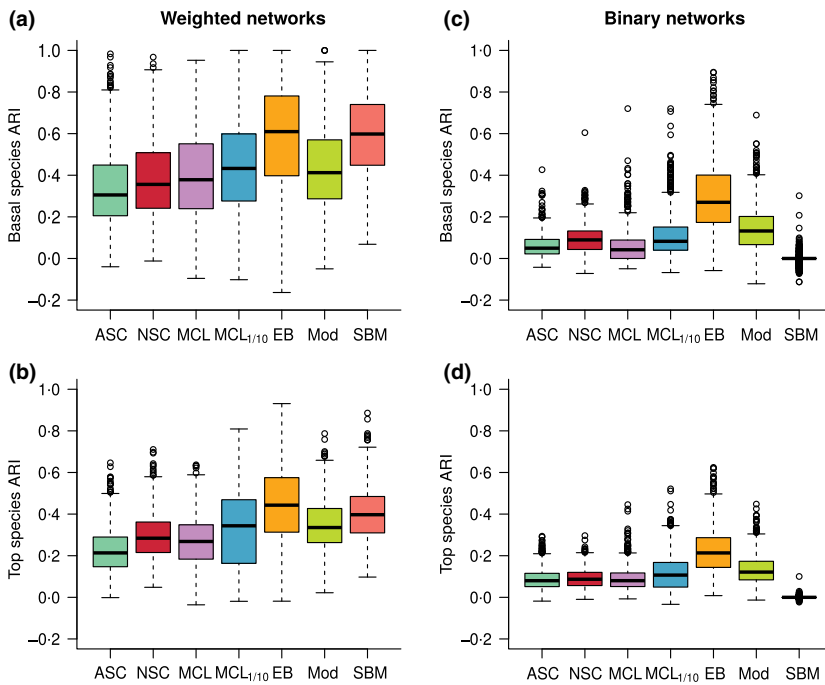 (a) Weighted networks
Basal species ARI
1·0
0·8
0·6
0·4
0·2
0·0
−0·2
ASC NSC MCL MCL1/10 EB Mod SBM
(c) Binary networks
Basal species ARI
1·0
0·8
0·6
0·4
0·2
0·0
−0·2
ASC NSC MCL MCL1/10 EB Mod SBM
(b)
Top species ARI
1·0
0·8
0·6
0·4
0·2
0·0
−0·2
ASC NSC MCL MCL1/10 EB Mod SBM
(d)
Top species ARI
1·0
0·8
0·6
0·4
0·2
0·0
−0·2
ASC NSC MCL MCL1/10 EB Mod SBM